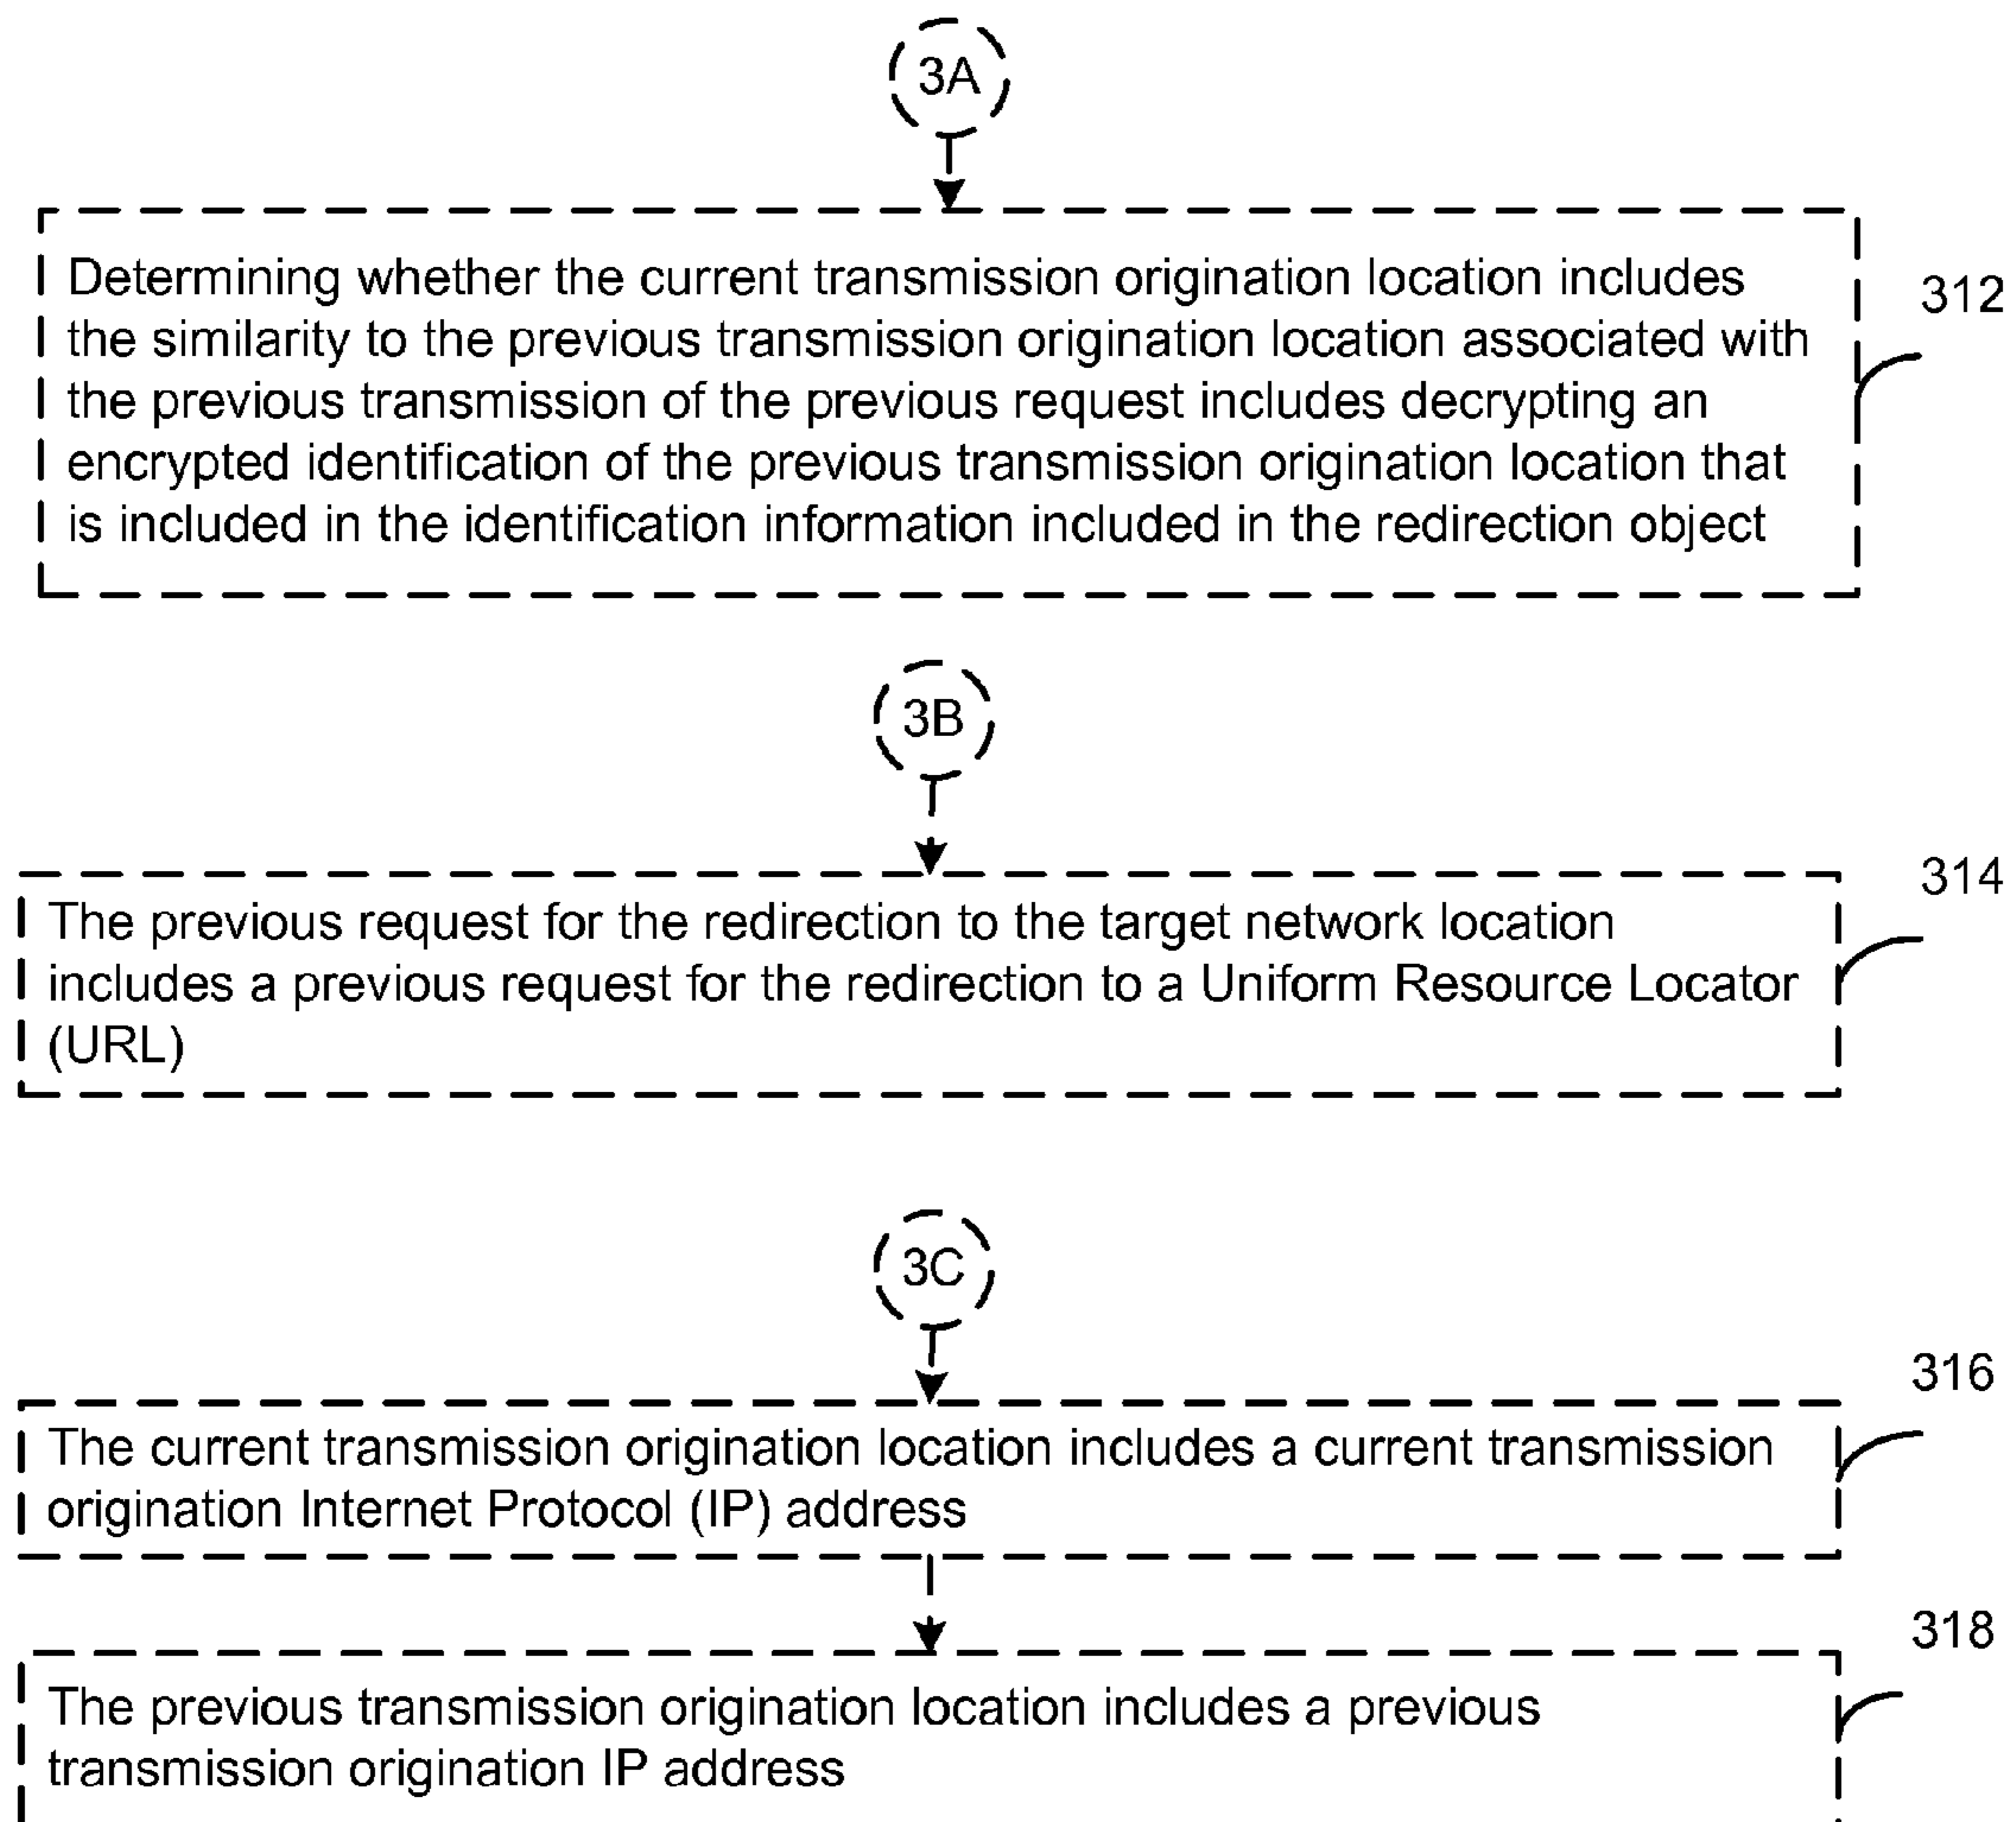 3A
Determining whether the current transmission origination location includes
the similarity to the previous transmission origination location associated with
the previous transmission of the previous request includes decrypting an
encrypted identification of the previous transmission origination location that
is included in the identification information included in the redirection object
312
3B
314
The previous request for the redirection to the target network location
includes a previous request for the redirection to a Uniform Resource Locator
(URL)
3C
316
The current transmission origination location includes a current transmission
origination Internet Protocol (IP) address
318
The previous transmission origination location includes a previous
transmission origination IP address